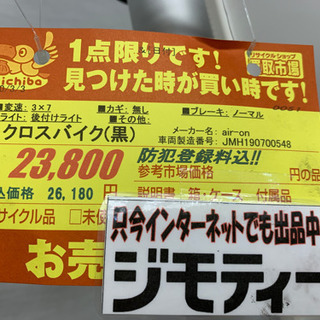 1点限りです!
見つけた時が買い時です!
リサイクルショップ
買取市場
ichiba
■変速: 3×7 ■カギ: 無し ■ブレーキ: ノーマル
ライト: 後付けライト ■その他:
クロスバイク(黒)
メーカー名: air-on
車両製造番号: JMH190700548
23,800
防犯登録料込!!
参考市場価格 円の品
込価格 26,180 円
説明書 箱・ケース 付属品
サイクル品 □未使
お売
只今インターネットでも出品中
ジモティー